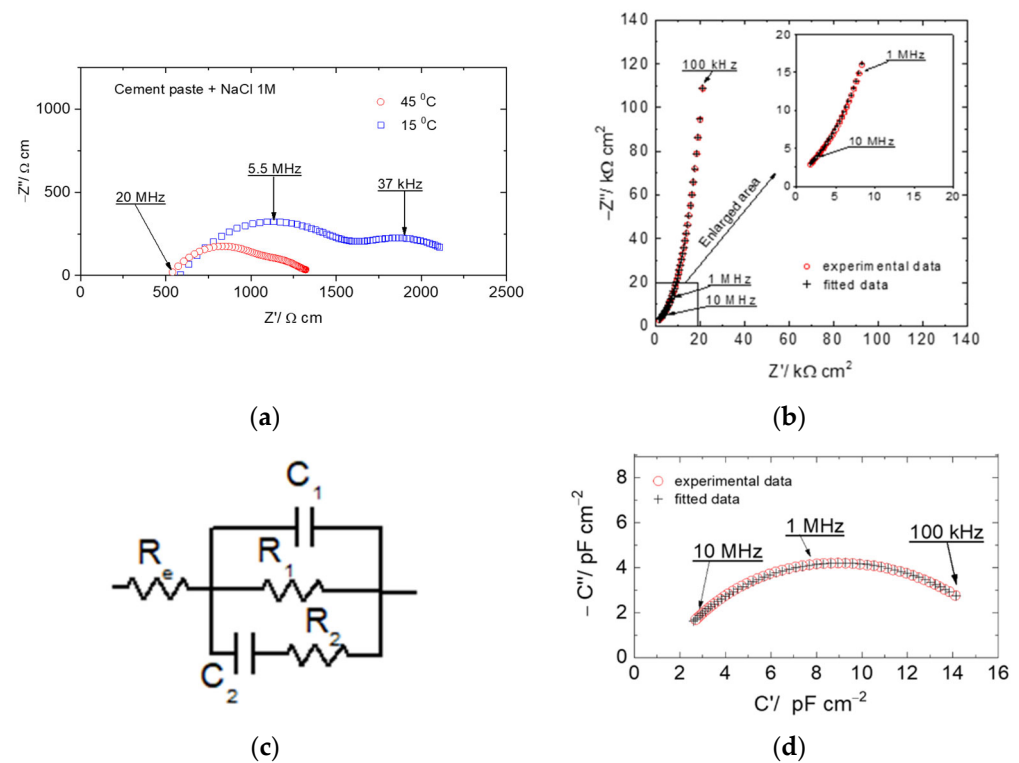 Cement paste + NaCl 1M
45 ⁰C
15 ⁰C
20 MHz
5.5 MHz
37 kHz
1000
500
250
0
0
500
1000
1500
2000
2500
−Z''/ Ω cm
Z'/ Ω cm
(a)
140
120
100
80
60
40
20
0
0
20
40
60
80
100
120
140
−Z''/ kΩ cm²
Z'/ kΩ cm²
100 kHz
Enlarged area
1 MHz
10 MHz
experimental data
fitted data
20
15
10
5
0
0
5
10
15
20
1 MHz
10 MHz
(b)
C₁
Rₑ
R₁
R₂
C₂
(c)
experimental data
fitted data
10 MHz
1 MHz
100 kHz
8
6
4
2
0
0
2
4
6
8
10
12
14
16
− C''/ pF cm⁻²
C'/ pF cm⁻²
(d)